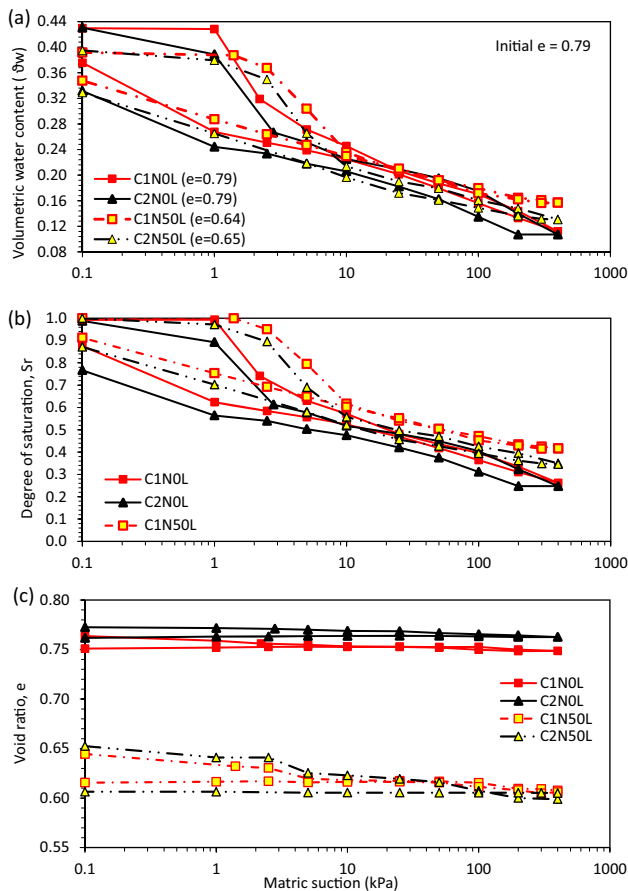 (a)
Volumetric water content ( ϑw)
0.44
0.40
0.36
0.32
0.28
0.24
0.20
0.16
0.12
0.08
Initial e = 0.79
C1N0L (e=0.79)
C2N0L (e=0.79)
C1N50L (e=0.64)
C2N50L (e=0.65)
0.1
1
10
100
1000
(b)
Degree of saturation, Sr
1.0
0.9
0.8
0.7
0.6
0.5
0.4
0.3
0.2
0.1
0.0
C1N0L
C2N0L
C1N50L
0.1
1
10
100
1000
(c)
Void ratio, e
0.80
0.75
0.70
0.65
0.60
0.55
C1N0L
C2N0L
C1N50L
C2N50L
0.1
1
10
100
1000
Matric suction (kPa)